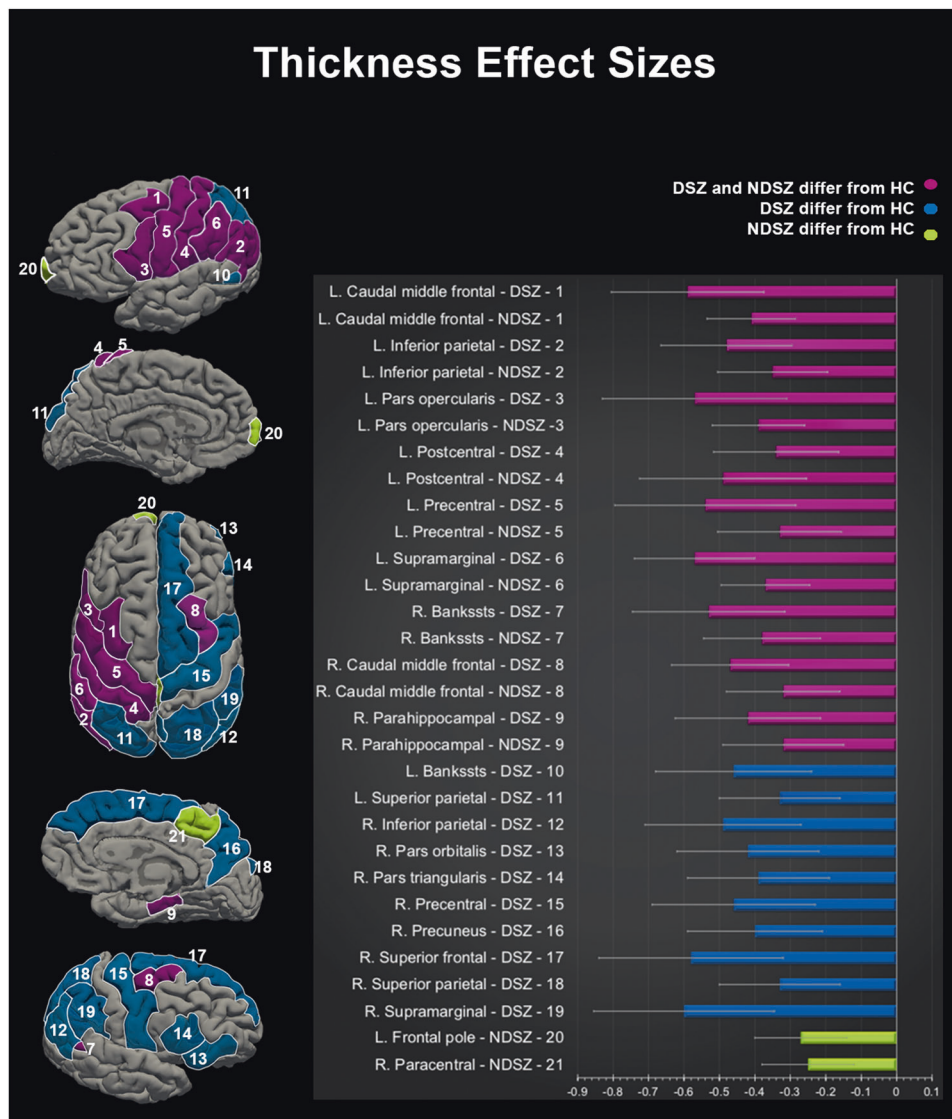 Thickness Effect Sizes
DSZ and NDSZ differ from HC
DSZ differ from HC
NDSZ differ from HC
1
11
5
6
2
4
3
10
20
4
5
11
20
20
13
14
17
3
8
1
5
15
6
4
19
2
11
18
12
17
21
16
18
9
17
18
15
8
19
12
14
7
13
L. Caudal middle frontal - DSZ - 1
L. Caudal middle frontal - NDSZ - 1
L. Inferior parietal - DSZ - 2
L. Inferior parietal - NDSZ - 2
L. Pars opercularis - DSZ - 3
L. Pars opercularis - NDSZ -3
L. Postcentral - DSZ - 4
L. Postcentral - NDSZ - 4
L. Precentral - DSZ - 5
L. Precentral - NDSZ - 5
L. Supramarginal - DSZ - 6
L. Supramarginal - NDSZ - 6
R. Bankssts - DSZ - 7
R. Bankssts - NDSZ - 7
R. Caudal middle frontal - DSZ - 8
R. Caudal middle frontal - NDSZ - 8
R. Parahippocampal - DSZ - 9
R. Parahippocampal - NDSZ - 9
L. Bankssts - DSZ - 10
L. Superior parietal - DSZ - 11
R. Inferior parietal - DSZ - 12
R. Pars orbitalis - DSZ - 13
R. Pars triangularis - DSZ - 14
R. Precentral - DSZ - 15
R. Precuneus - DSZ - 16
R. Superior frontal - DSZ - 17
R. Superior parietal - DSZ - 18
R. Supramarginal - DSZ - 19
L. Frontal pole - NDSZ - 20
R. Paracentral - NDSZ - 21
-0.9 -0.8 -0.7 -0.6 -0.5 -0.4 -0.3 -0.2 -0.1 0 0.1